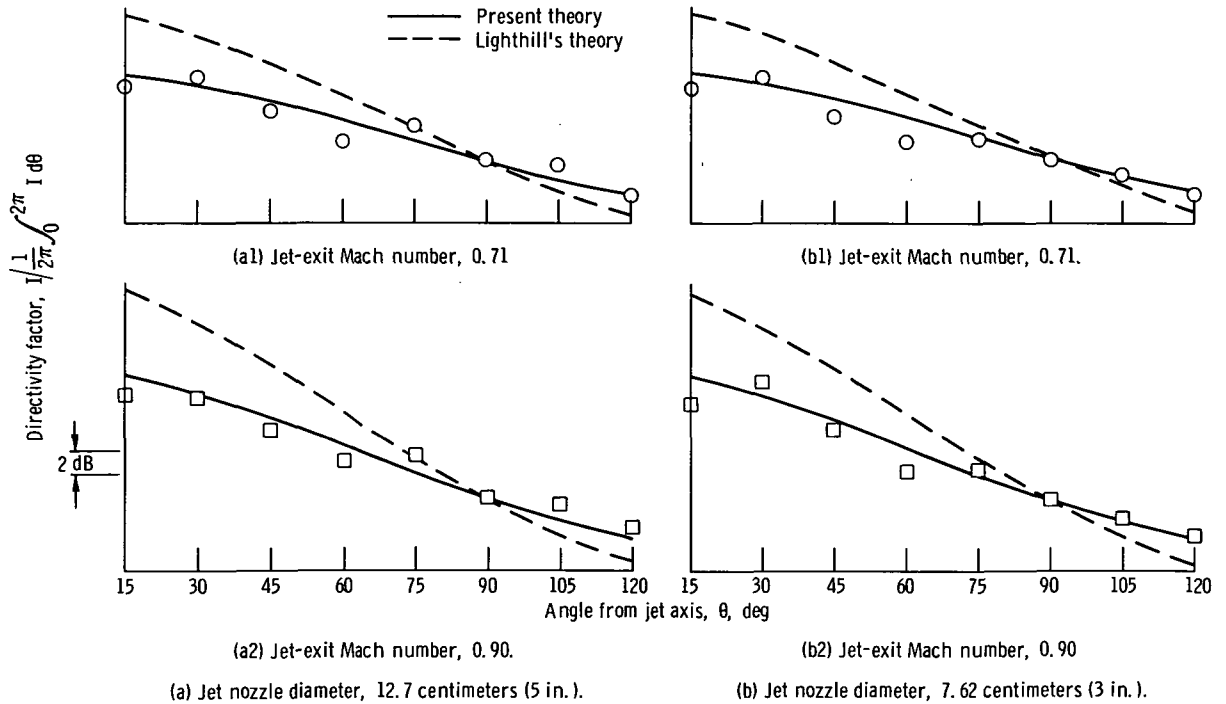 Present theory
Lighthill's theory
(a1) Jet-exit Mach number, 0.71
(b1) Jet-exit Mach number, 0.71.
Directivity factor, I/ 1/2π ∫₀²π I dθ
2 dB
15 30 45 60 75 90 105 120
15 30 45 60 75 90 105 120
Angle from jet axis, θ, deg
(a2) Jet-exit Mach number, 0.90.
(b2) Jet-exit Mach number, 0.90
(a) Jet nozzle diameter, 12.7 centimeters (5 in.).
(b) Jet nozzle diameter, 7.62 centimeters (3 in.).